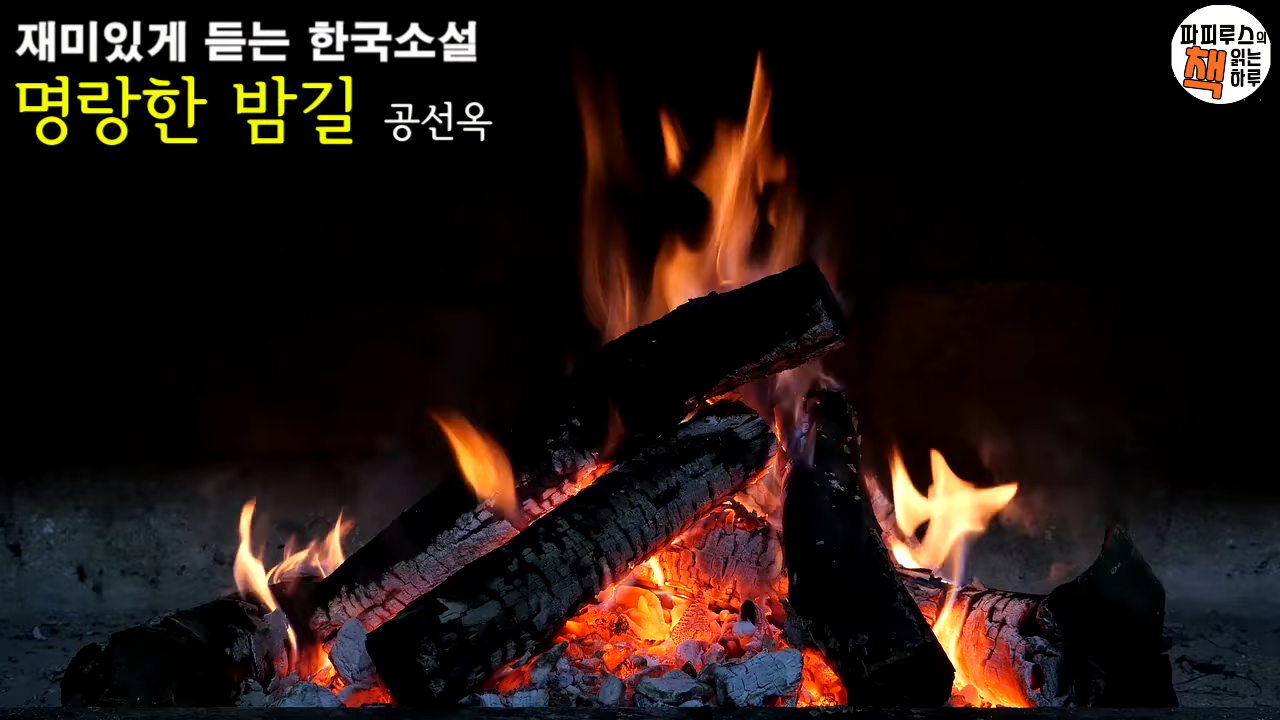 재미있게 듣는 한국소설
명랑한 밤길 공선옥
파피루스의
책 읽는
하루